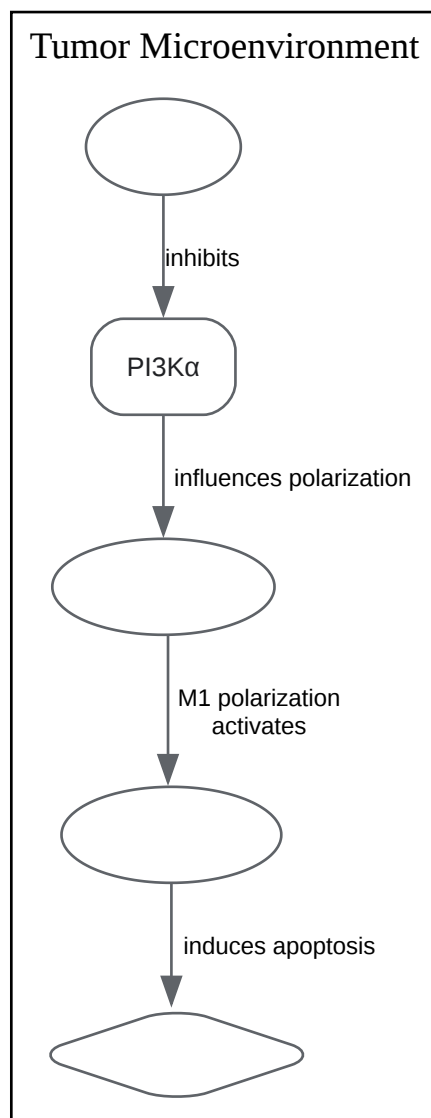 Tumor Microenvironment
inhibits
PI3Kα
influences polarization
M1 polarization
activates
induces apoptosis